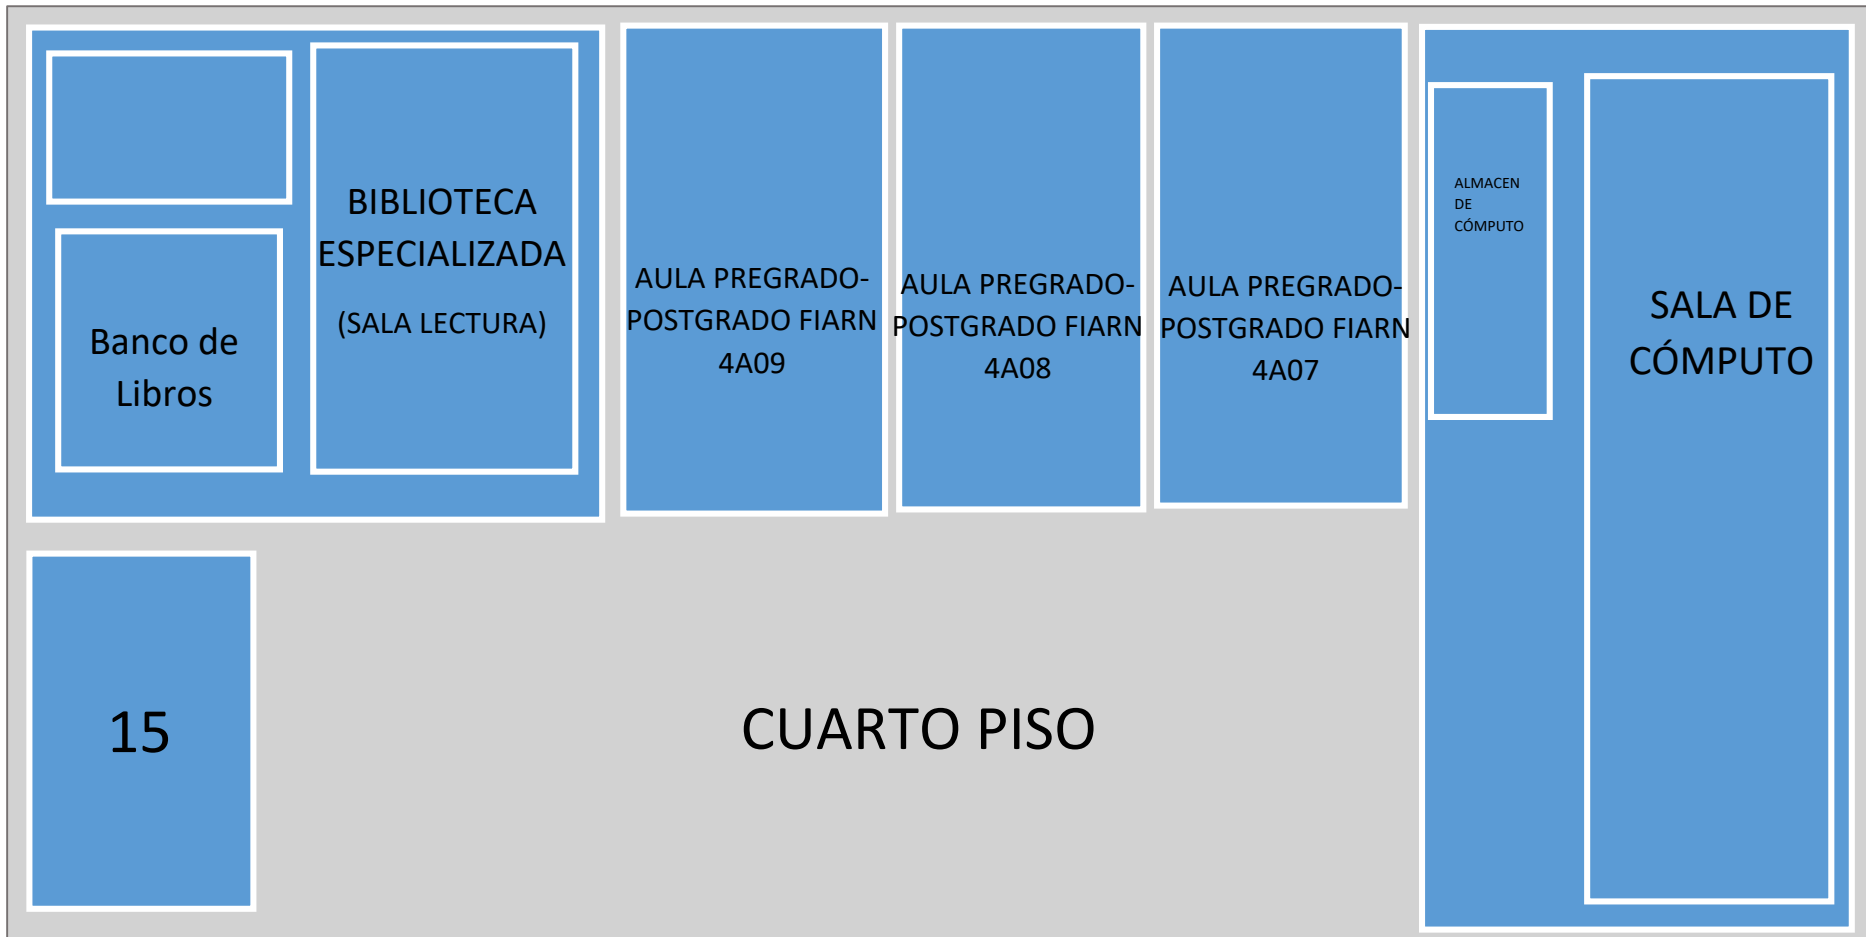 BIBLIOTECA
ESPECIALIZADA
(SALA LECTURA)
Banco de
Libros
AULA PREGRADO-
POSTGRADO FIARN
4A09
AULA PREGRADO-
POSTGRADO FIARN
4A08
AULA PREGRADO-
POSTGRADO FIARN
4A07
ALMACEN
DE
CÓMPUTO
SALA DE
CÓMPUTO
15
CUARTO PISO